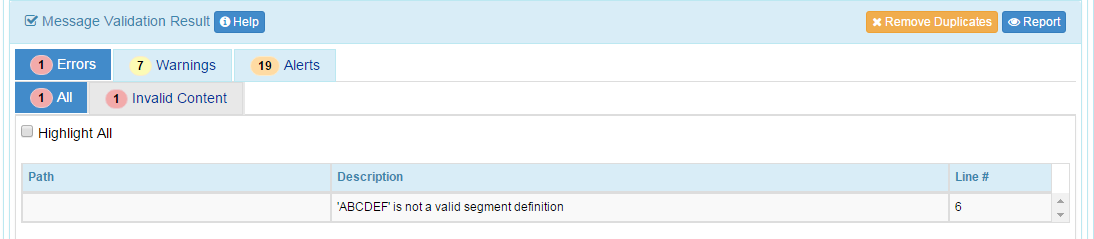 Message Validation Result Help Remove Duplicates Report
1 Errors 7 Warnings 19 Alerts
1 All 1 Invalid Content
Highlight All
Path Description Line #
'ABCDEF' is not a valid segment definition 6